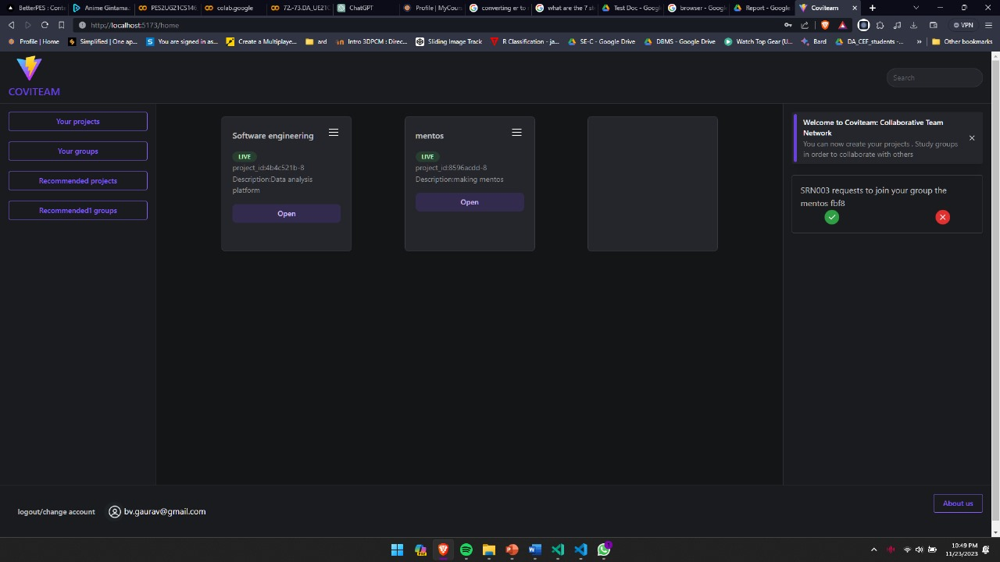 BetterPES : Cont
Anime Gintama
PES2UG21CS146
colab.google
72.-73.DA_UE21C
ChatGPT
Profile | MyCour
converting er to
what are the 7 st
Test Doc - Googl
browser - Google
Report - Google
Coviteam
http://localhost:5173/home
VPN
Profile | Home
Simplified | One ap...
You are signed in as...
Create a Multiplaye...
ard
Intro 3DPCM : Direc...
Sliding Image Track
R Classification - ja...
SE-C - Google Drive
DBMS - Google Drive
Watch Top Gear (U...
Bard
DA_CEF_students -...
»
Other bookmarks
COVITEAM
Search
Your projects
Your groups
Recommended projects
Recommended1 groups
Software engineering
LIVE
project_id:4b4c521b-8
Description:Data analysis
platform
Open
mentos
LIVE
project_id:8596acdd-8
Description:making mentos
Open
Welcome to Coviteam: Collaborative Team
Network
You can now create your projects . Study groups
in order to collaborate with others
SRN003 requests to join your group the
mentos fbf8
logout/change account
bv.gaurav@gmail.com
About us
10:49 PM
11/23/2023